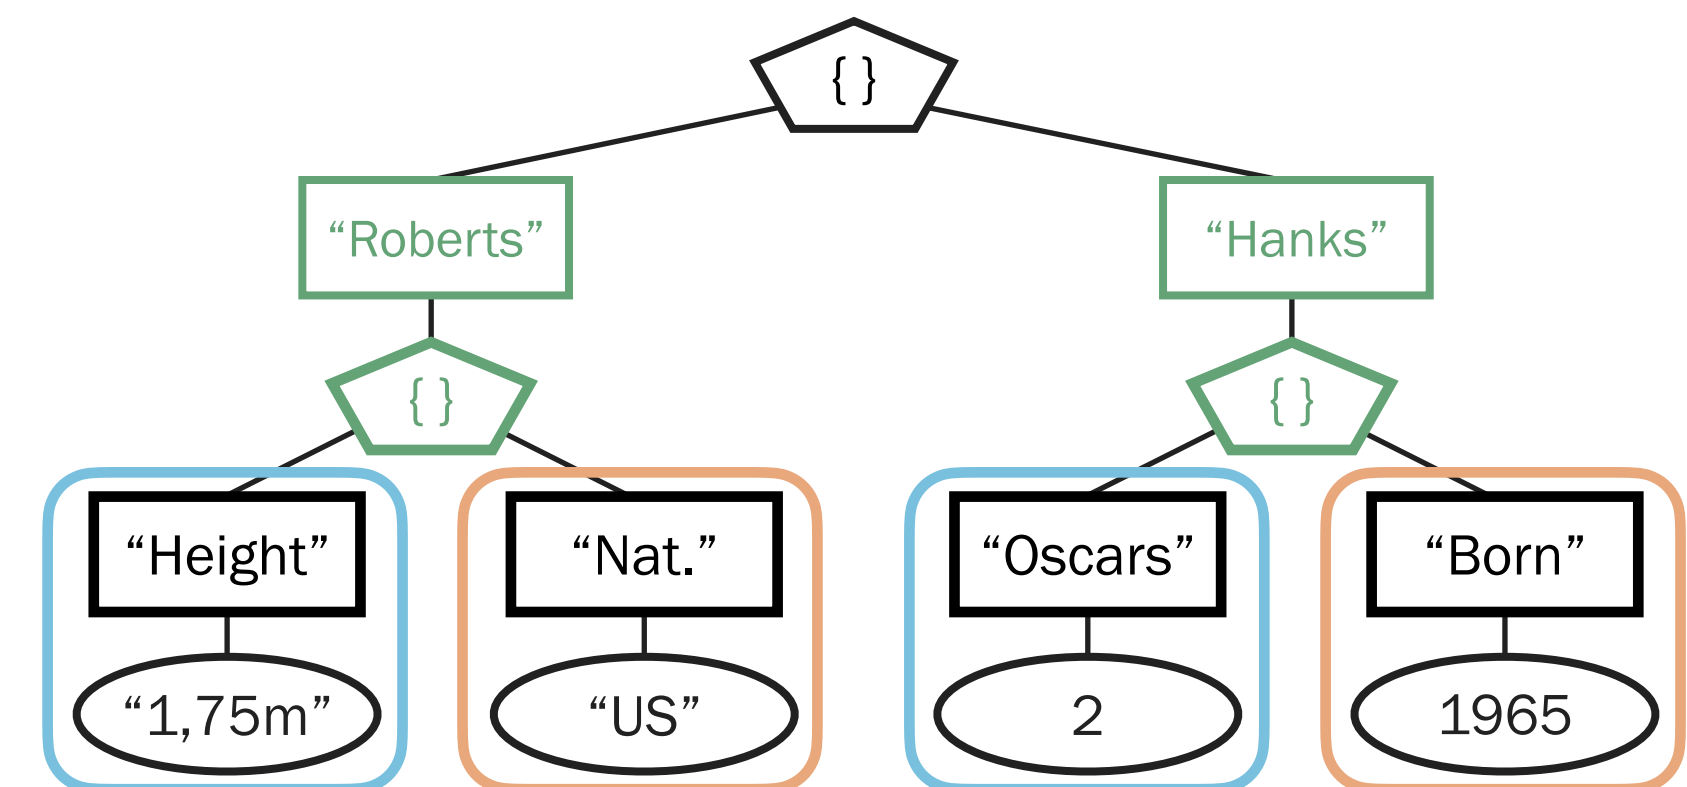 { }
“Roberts”
“Hanks”
{ }
{ }
“Height”
“Nat.”
“Oscars”
“Born”
“1,75m”
“US”
2
1965